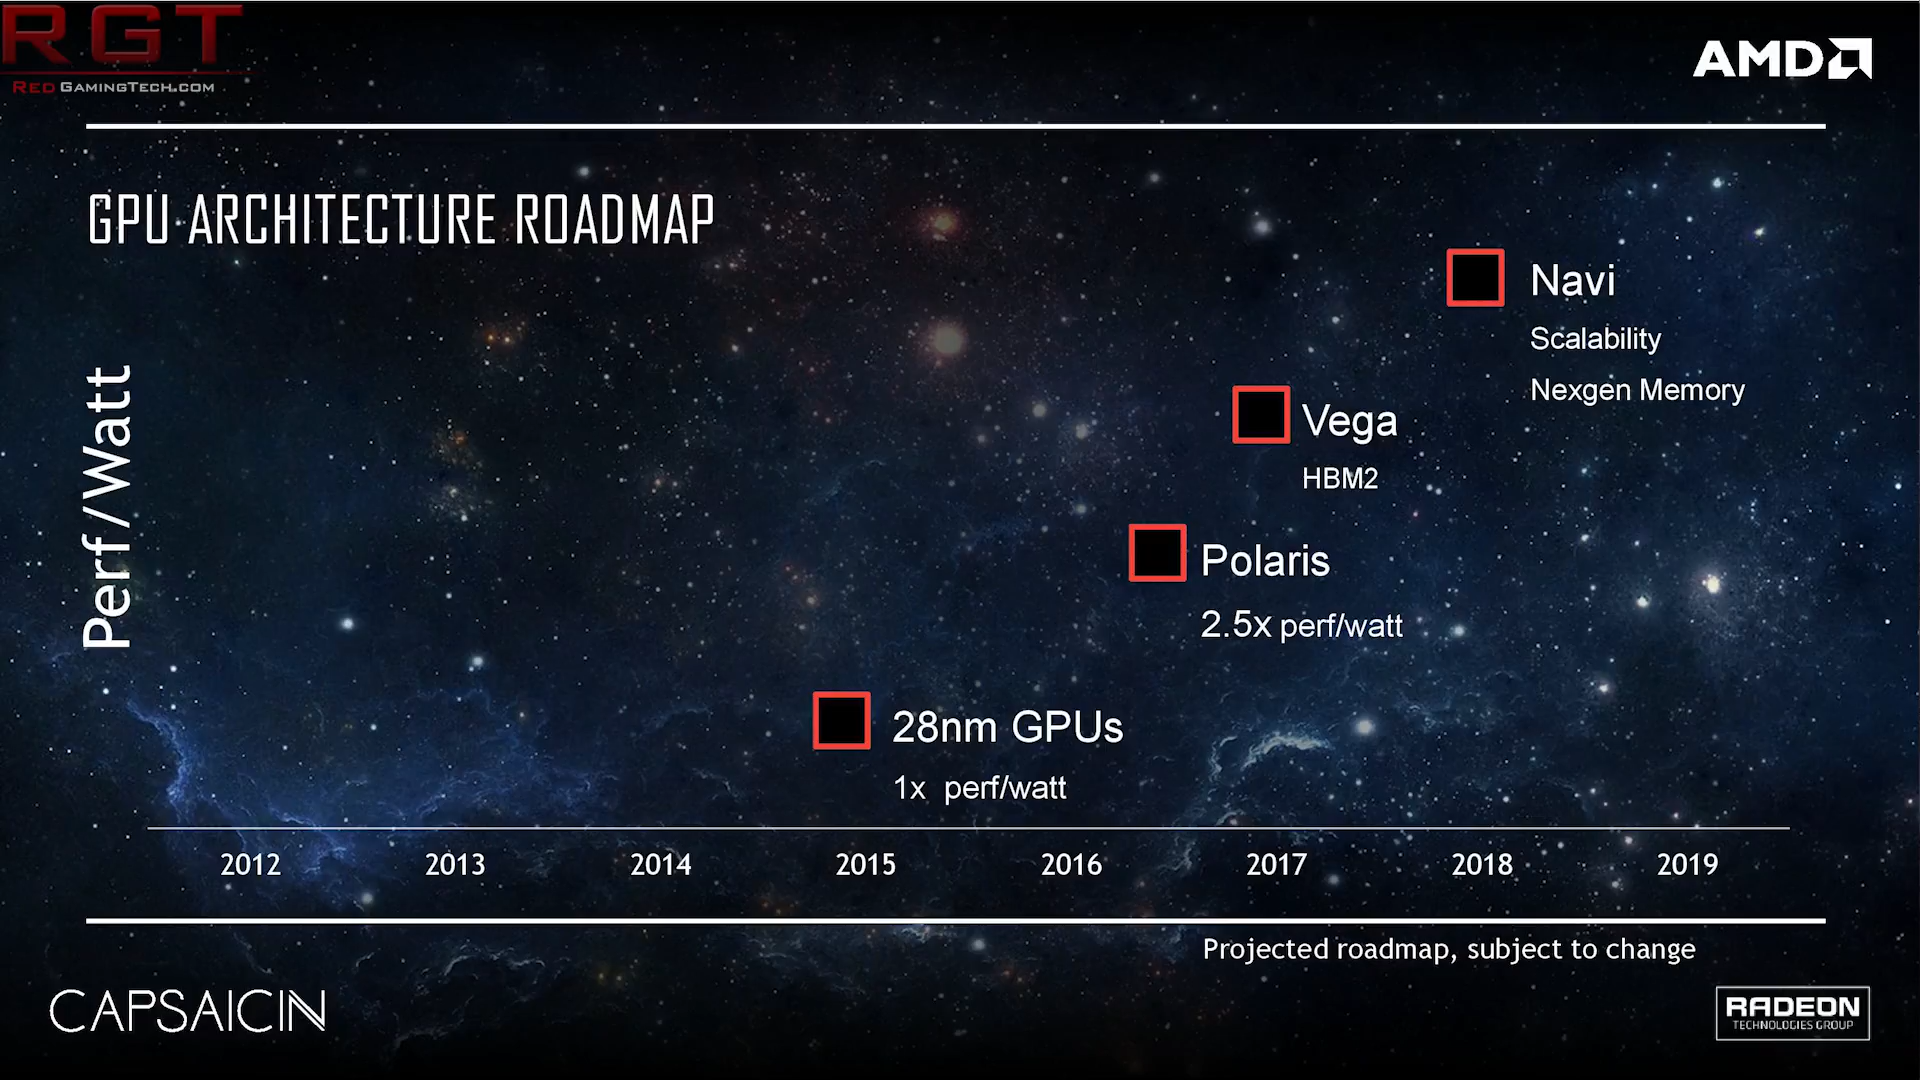 RGT
REDGAMINGTECH.COM
AMD
GPU ARCHITECTURE ROADMAP
Navi
Scalability
Nexgen Memory
Vega
HBM2
Perf/Watt
Polaris
2.5x perf/watt
28nm GPUs
1x perf/watt
2012 2013 2014 2015 2016 2017 2018 2019
Projected roadmap, subject to change
CAPSAICIN
RADEON
TECHNOLOGIES GROUP